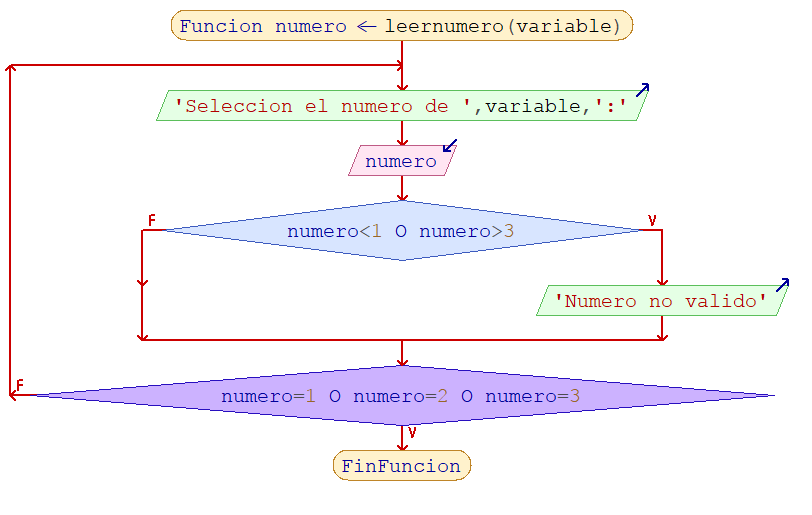 Funcion numero ← leernumero(variable)
'Seleccion el numero de ',variable,':'
numero
numero<1 O numero>3
F
V
'Numero no valido'
F
numero=1 O numero=2 O numero=3
V
FinFuncion